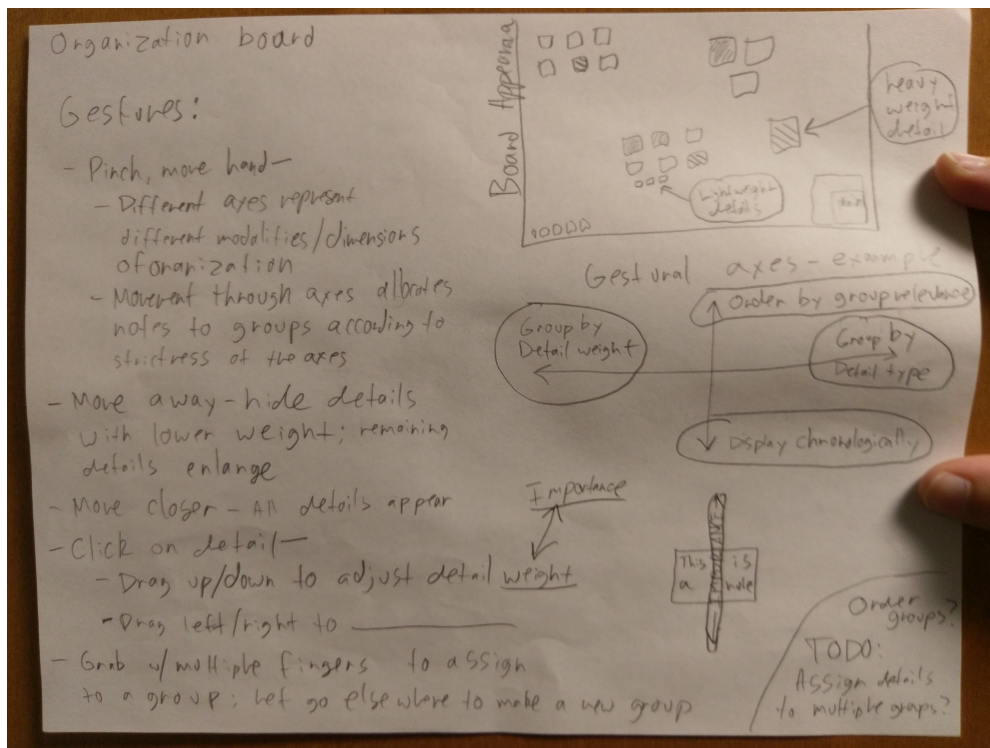 Organization board
Gestures:
- Pinch, move hand -
- Different axes represent
different modalities/dimensions
of organization
- Movement through axes
notes to groups according to
strictness of the axes
- Move away - hide details
with lower weight; remaining
details enlarge
- Move closer - All details appear
- Click on detail -
- Drag up/down to adjust detail weight
- Drag left/right to ____________
- Grab w/multiple fingers to assign
to a group; let go elsewhere to make a new group
Board
heavy
weight
detail
Lightweight
details
Gestural axes - example
Order by group relevance
Group by
Detail weight
Group by
Detail type
Display chronologically
Importance
This is
a note
Order
groups?
TODO:
Assign details
to multiple groups?